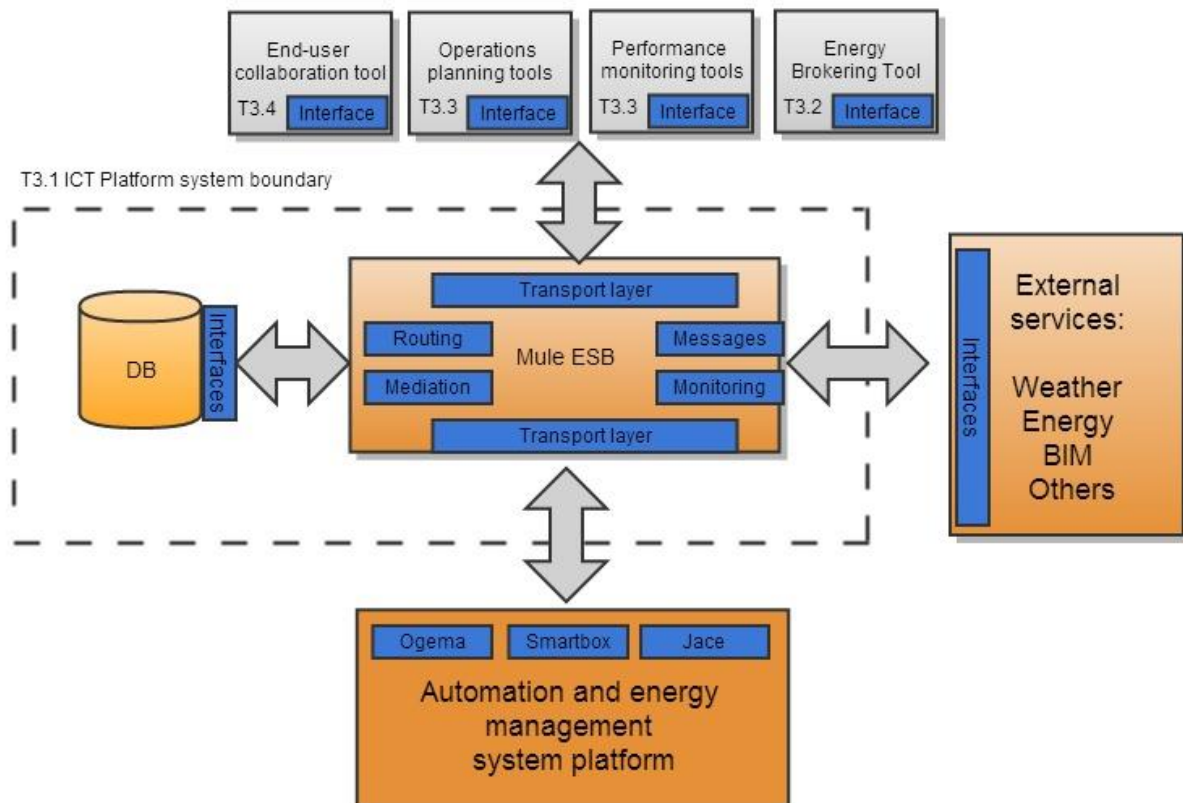 End-user
collaboration tool
T3.4
Interface
Operations
planning tools
T3.3
Interface
Performance
monitoring tools
T3.3
Interface
Energy
Brokering Tool
T3.2
Interface
T3.1 ICT Platform system boundary
DB
Interfaces
Transport layer
Routing
Mediation
Mule ESB
Messages
Monitoring
Transport layer
Interfaces
External
services:
Weather
Energy
BIM
Others
Ogema
Smartbox
Jace
Automation and energy
management
system platform